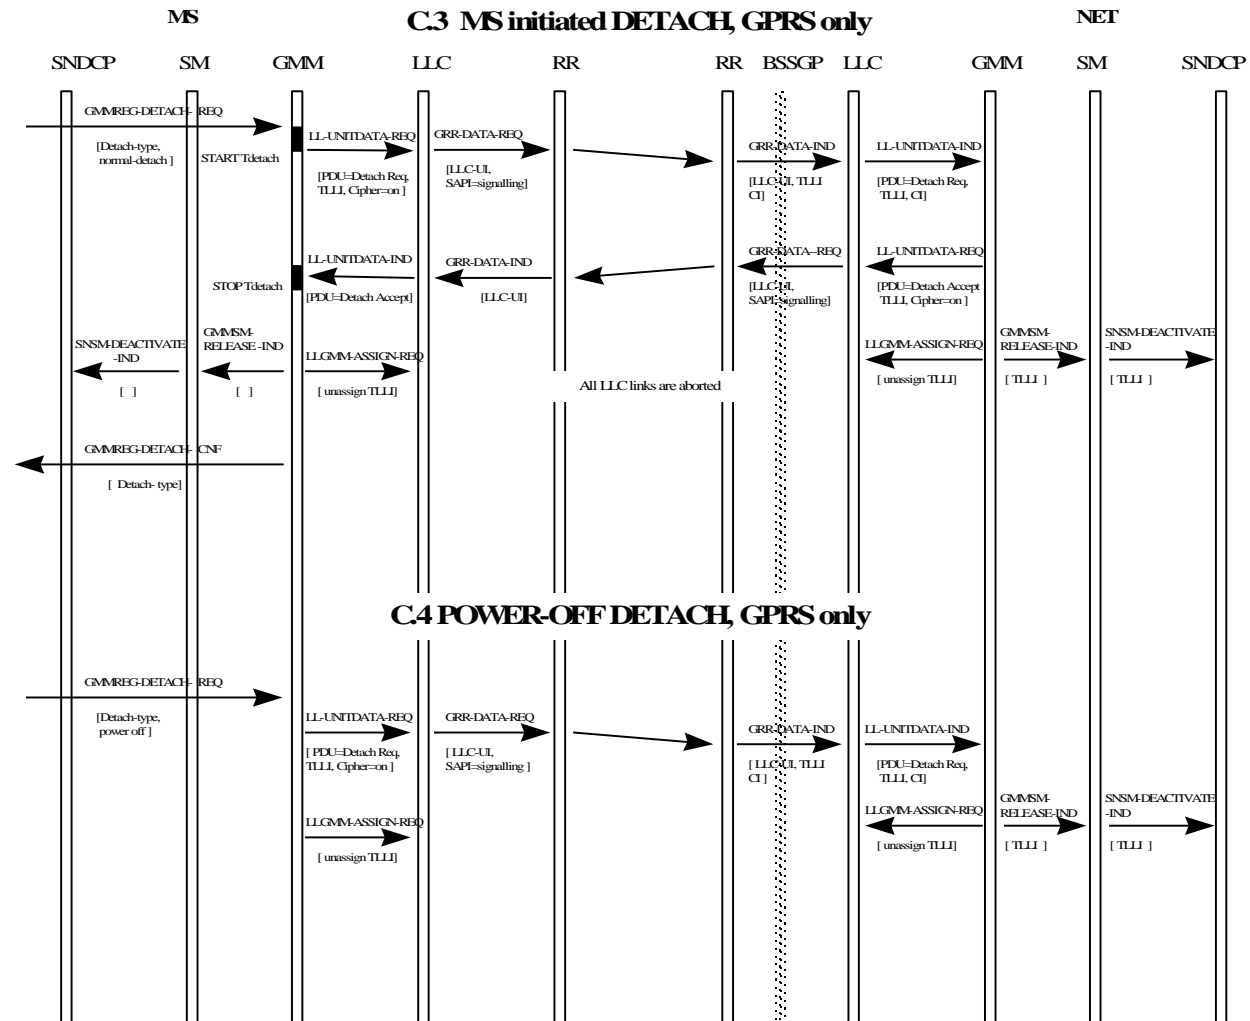 MS
C.3 MS initiated DETACH, GPRS only
NET
SNDCP SM GMM LLC RR RR BSSGP LLC GMM SM SNDCP
GMMREG-DETACH- REQ
[Detach-type,
normal-detach ]
START Tdetach
LL-UNITDATA-REQ
[PDU=Detach Req,
TLLI, Cipher=on ]
GRR-DATA-REQ
[LLC-UI,
SAPI=signalling]
GRR-DATA-IND
[LLC-UI, TLLI
CI]
LL-UNITDATA-IND
[PDU=Detach Req,
TLLI, CI]
LL-UNITDATA-IND
STOP Tdetach
[PDU=Detach Accept]
GRR-DATA-IND
[LLC-UI]
GRR-DATA--REQ
[LLC-UI,
SAPI=signalling]
LL-UNITDATA-REQ
[PDU=Detach Accept
TLLI, Cipher=on ]
SNSM-DEACTIVATE
-IND
[ ]
GMMSM-
RELEASE -IND
[ ]
LLGMM-ASSIGN-REQ
[ unassign TLLI]
All LLC links are aborted
LLGMM-ASSIGN-REQ
[ unassign TLLI]
GMMSM-
RELEASE-IND
[ TLLI ]
SNSM-DEACTIVATE
-IND
[ TLLI ]
GMMREG-DETACH- CNF
[ Detach- type]
C.4 POWER-OFF DETACH, GPRS only
GMMREG-DETACH- REQ
[Detach-type,
power off ]
LL-UNITDATA-REQ
[ PDU=Detach Req,
TLLI, Cipher=on ]
GRR-DATA-REQ
[ LLC-UI,
SAPI=signalling ]
GRR-DATA-IND
[ LLC-UI, TLLI
CI ]
LL-UNITDATA-IND
[PDU=Detach Req,
TLLI, CI]
LLGMM-ASSIGN-REQ
[ unassign TLLI]
LLGMM-ASSIGN-REQ
[ unassign TLLI]
GMMSM-
RELEASE-IND
[ TLLI ]
SNSM-DEACTIVATE
-IND
[ TLLI ]